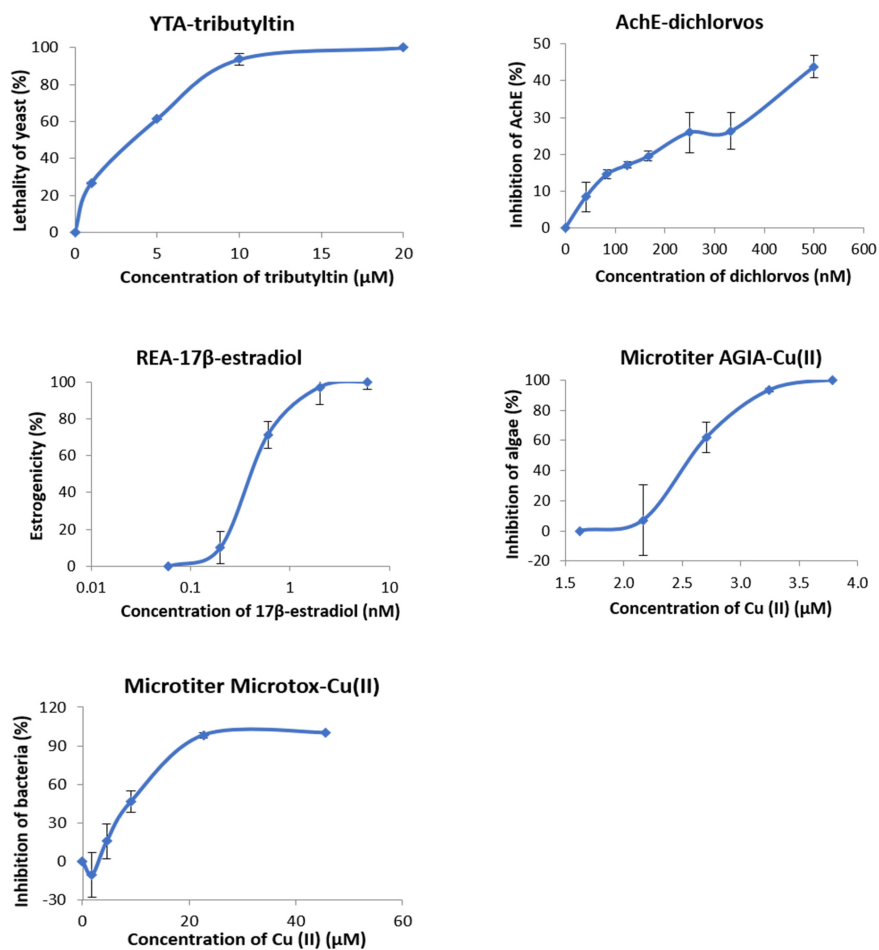 YTA-tributyltin
Lethality of yeast (%)
100
80
60
40
20
0
0 5 10 15 20
Concentration of tributyltin (μM)
AchE-dichlorvos
Inhibition of AchE (%)
50
40
30
20
10
0
0 100 200 300 400 500 600
Concentration of dichlorvos (nM)
REA-17β-estradiol
Estrogenicity (%)
100
80
60
40
20
0
0.01 0.1 1 10
Concentration of 17β-estradiol (nM)
Microtiter AGIA-Cu(II)
Inhibition of algae (%)
100
80
60
40
20
0
-20
1.5 2.0 2.5 3.0 3.5 4.0
Concentration of Cu (II) (μM)
Microtiter Microtox-Cu(II)
Inhibition of bacteria (%)
120
90
60
30
0
-30
0 20 40 60
Concentration of Cu (II) (μM)